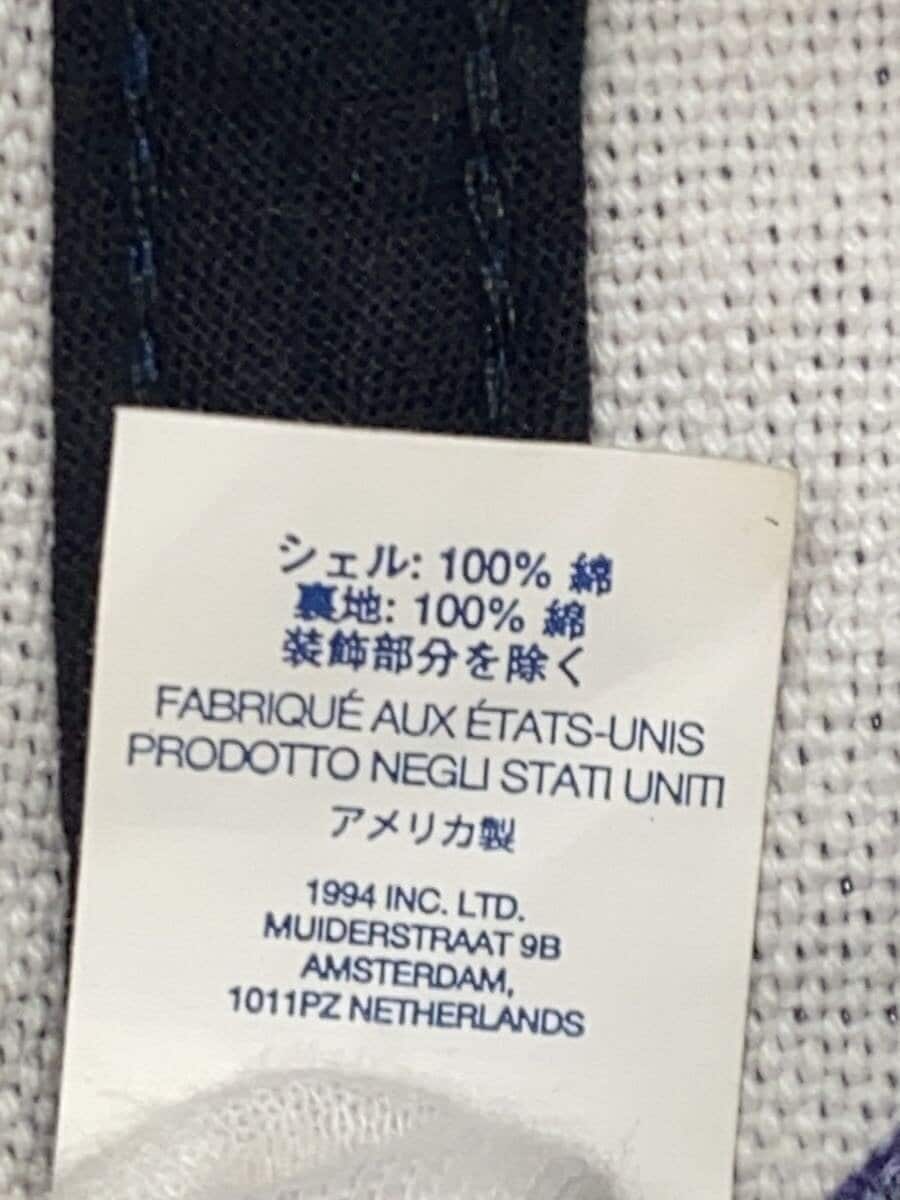 シェル: 100% 綿
裏地: 100% 綿
装飾部分を除く
FABRIQUÉ AUX ÉTATS-UNIS
PRODOTTO NEGLI STATI UNITI
アメリカ製
1994 INC. LTD.
MUIDERSTRAAT 9B
AMSTERDAM,
1011PZ NETHERLANDS